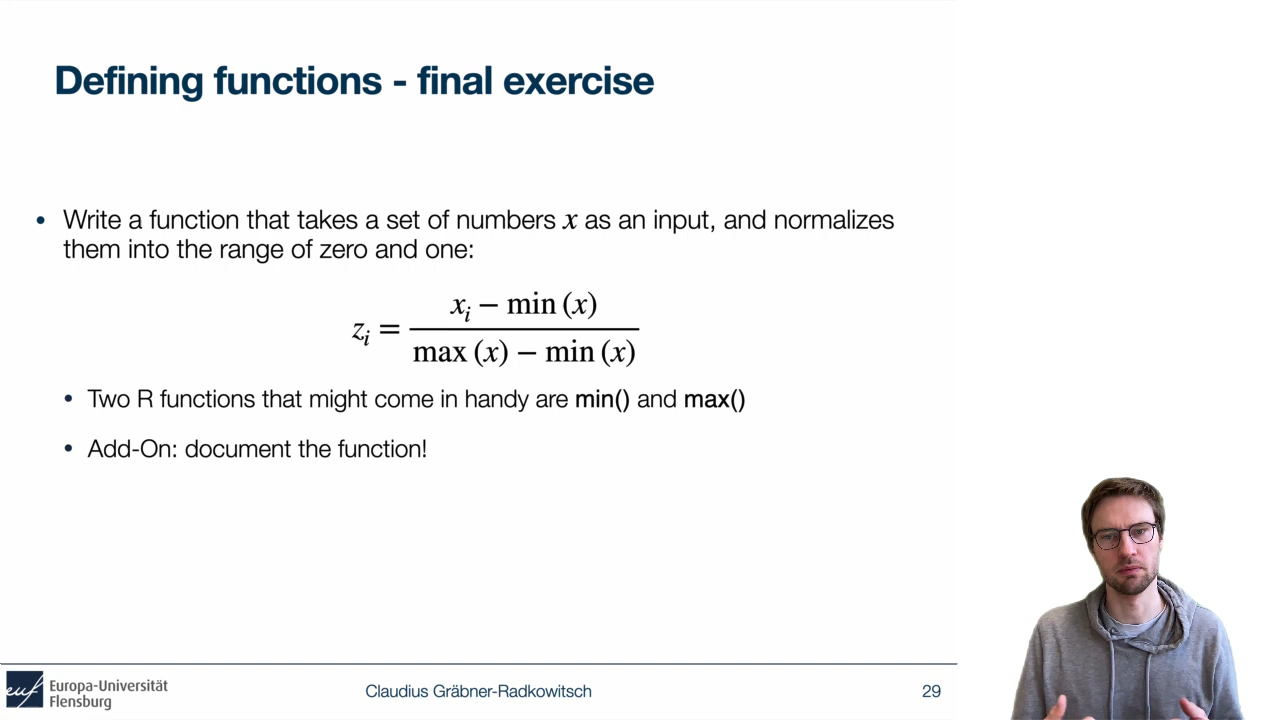 Defining functions - final exercise
• Write a function that takes a set of numbers x as an input, and normalizes
them into the range of zero and one:
z_i = (x_i − min (x)) / (max (x) − min (x))
• Two R functions that might come in handy are min() and max()
• Add-On: document the function!
euf
Europa-Universität
Flensburg
Claudius Gräbner-Radkowitsch
29